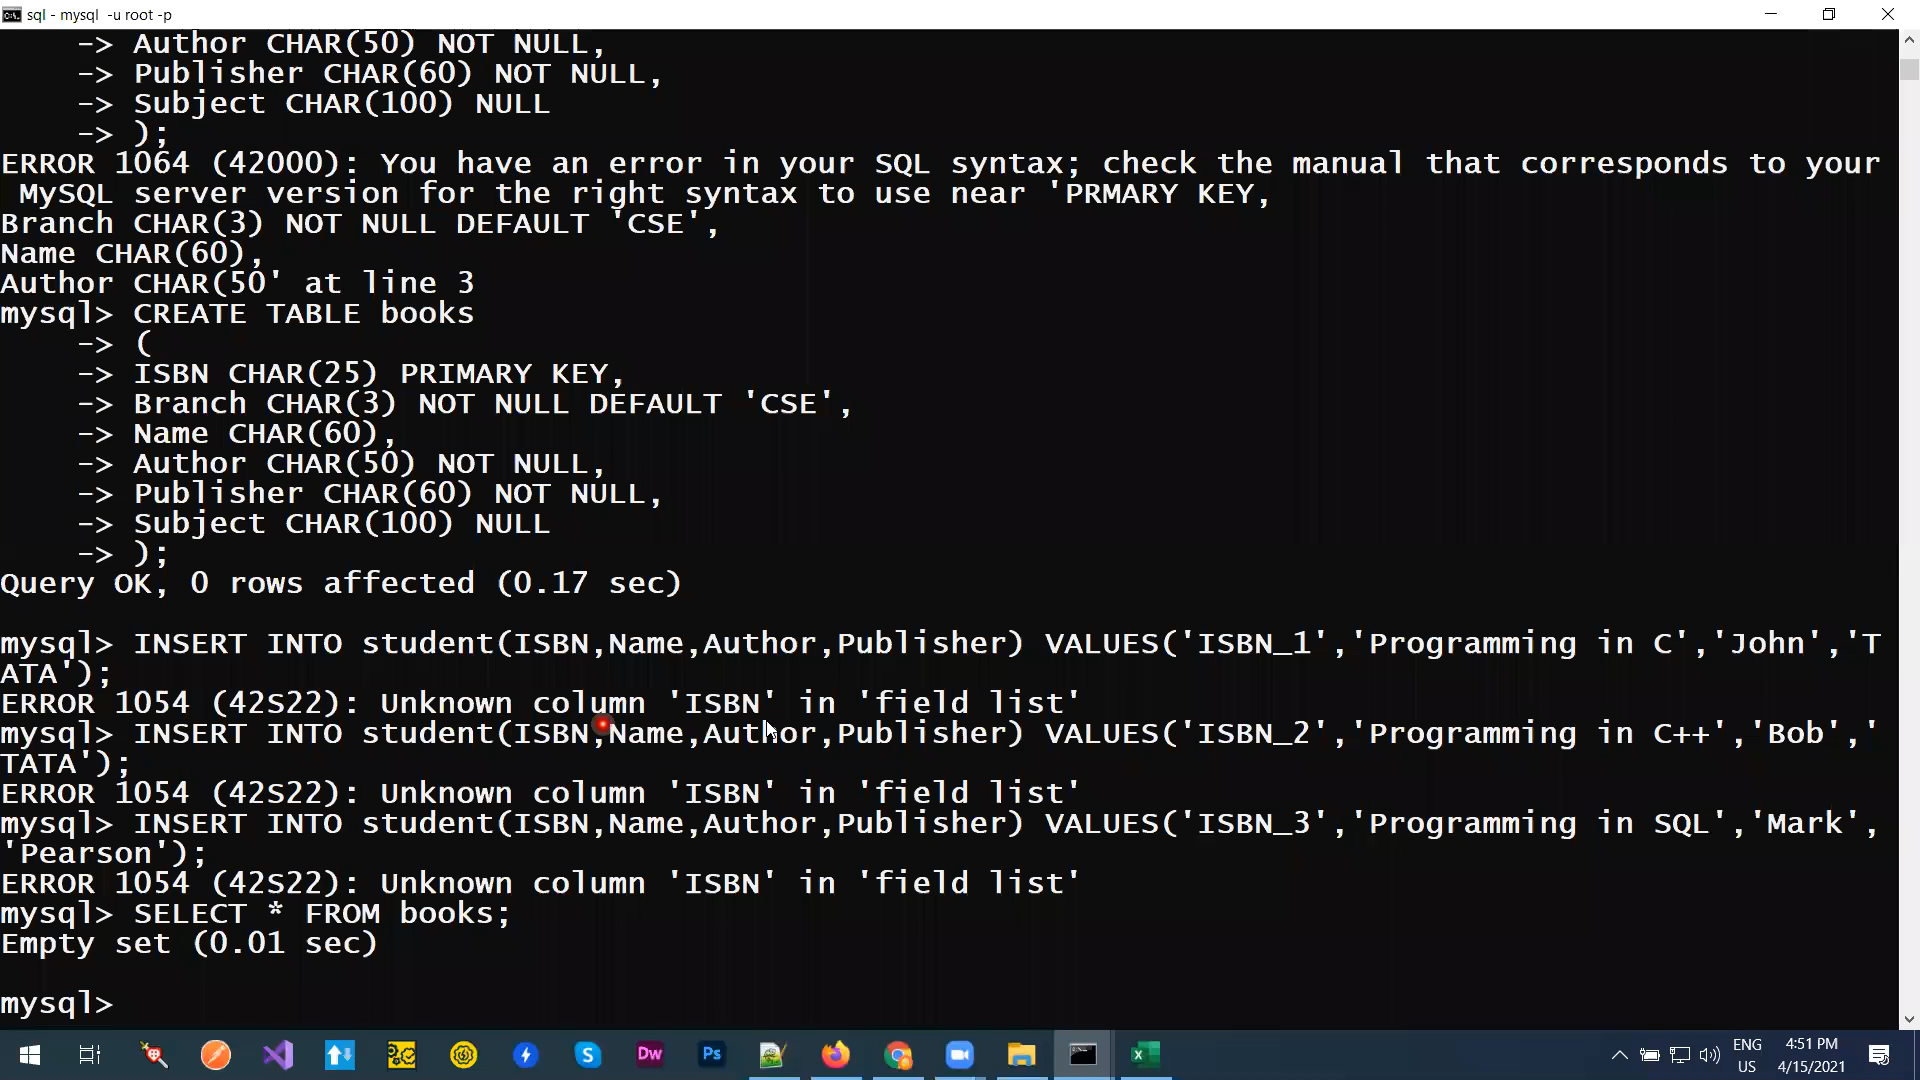 sql - mysql  -u root -p
-> Author CHAR(50) NOT NULL,
-> Publisher CHAR(60) NOT NULL,
-> Subject CHAR(100) NULL
-> );
ERROR 1064 (42000): You have an error in your SQL syntax; check the manual that corresponds to your
MySQL server version for the right syntax to use near 'PRMARY KEY,
Branch CHAR(3) NOT NULL DEFAULT 'CSE',
Name CHAR(60),
Author CHAR(50' at line 3
mysql> CREATE TABLE books
-> (
-> ISBN CHAR(25) PRIMARY KEY,
-> Branch CHAR(3) NOT NULL DEFAULT 'CSE',
-> Name CHAR(60),
-> Author CHAR(50) NOT NULL,
-> Publisher CHAR(60) NOT NULL,
-> Subject CHAR(100) NULL
-> );
Query OK, 0 rows affected (0.17 sec)
mysql> INSERT INTO student(ISBN,Name,Author,Publisher) VALUES('ISBN_1','Programming in C','John','T
ATA');
ERROR 1054 (42S22): Unknown column 'ISBN' in 'field list'
mysql> INSERT INTO student(ISBN,Name,Author,Publisher) VALUES('ISBN_2','Programming in C++','Bob','
TATA');
ERROR 1054 (42S22): Unknown column 'ISBN' in 'field list'
mysql> INSERT INTO student(ISBN,Name,Author,Publisher) VALUES('ISBN_3','Programming in SQL','Mark',
'Pearson');
ERROR 1054 (42S22): Unknown column 'ISBN' in 'field list'
mysql> SELECT * FROM books;
Empty set (0.01 sec)
mysql>
Dw
Ps
ENG
US
4:51 PM
4/15/2021